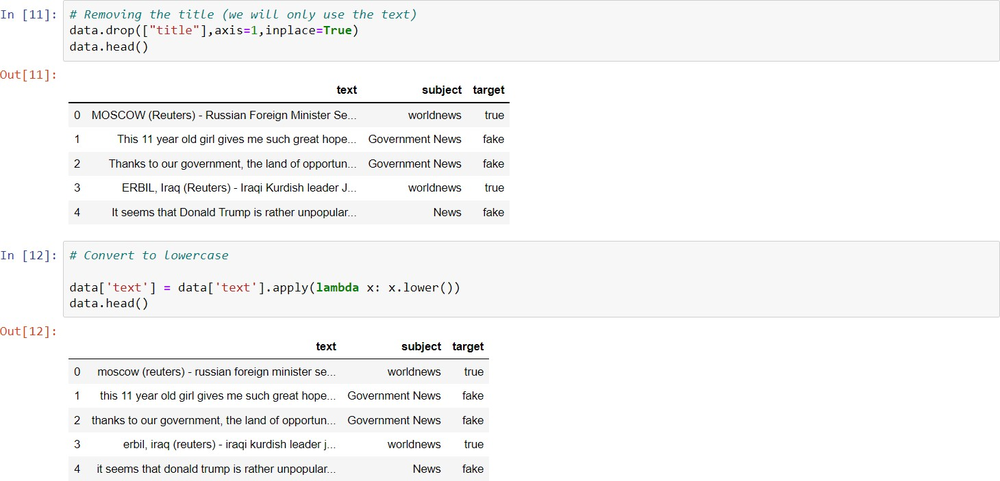 In [11]: # Removing the title (we will only use the text)
data.drop(["title"],axis=1,inplace=True)
data.head()
Out[11]:
text subject target
0 MOSCOW (Reuters) - Russian Foreign Minister Se... worldnews true
1 This 11 year old girl gives me such great hope... Government News fake
2 Thanks to our government, the land of opportun... Government News fake
3 ERBIL, Iraq (Reuters) - Iraqi Kurdish leader J... worldnews true
4 It seems that Donald Trump is rather unpopular... News fake
In [12]: # Convert to lowercase
data['text'] = data['text'].apply(lambda x: x.lower())
data.head()
Out[12]:
text subject target
0 moscow (reuters) - russian foreign minister se... worldnews true
1 this 11 year old girl gives me such great hope... Government News fake
2 thanks to our government, the land of opportun... Government News fake
3 erbil, iraq (reuters) - iraqi kurdish leader j... worldnews true
4 it seems that donald trump is rather unpopular... News fake